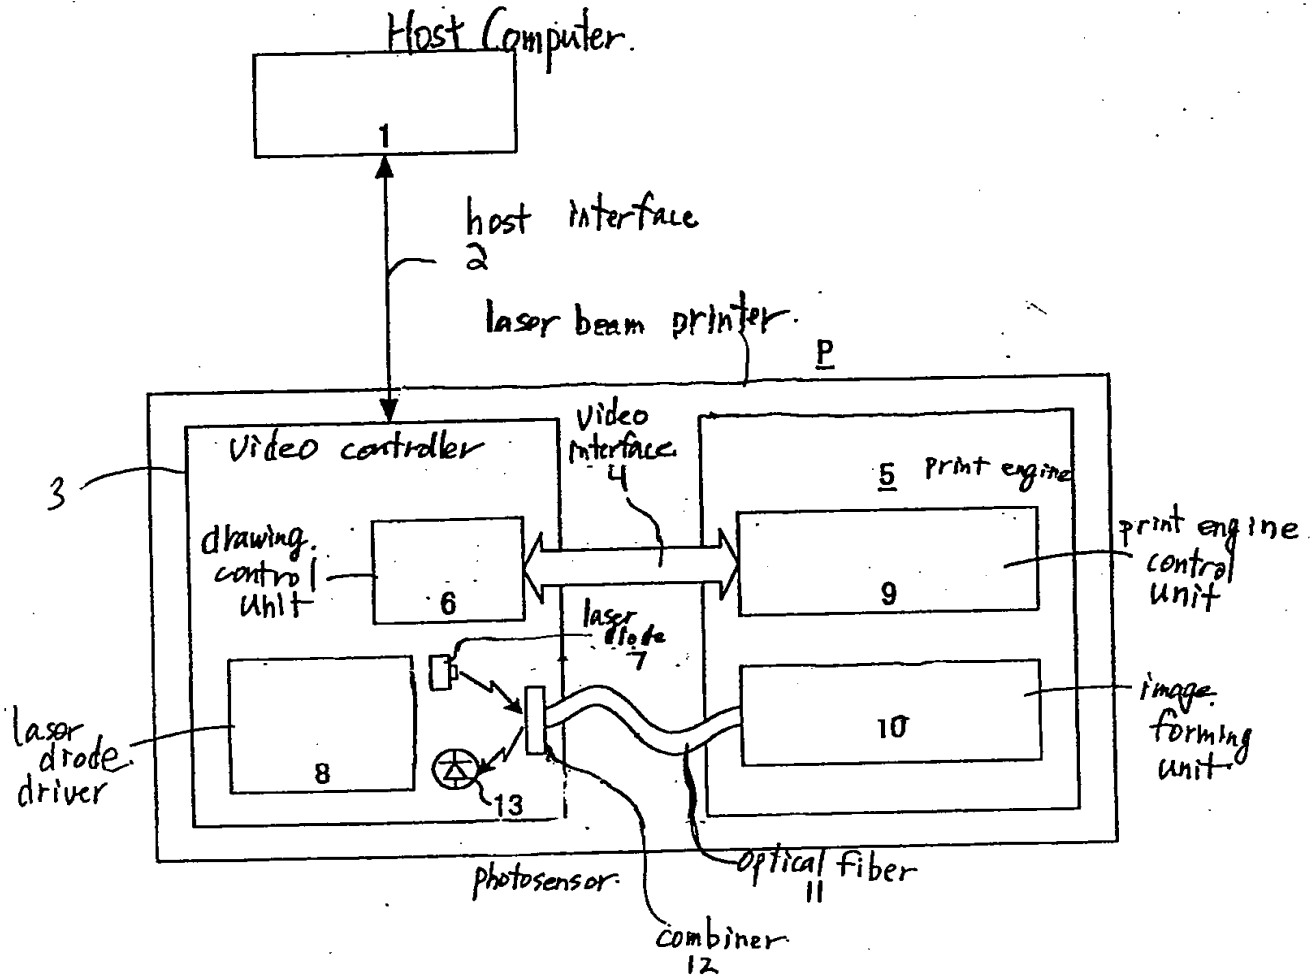 Host Computer.
1
host interface
2
laser beam printer.
P
3
Video controller
Video
interface
4
5 print engine
drawing
control
unit
6
9
print engine
control
unit
laser
diode
7
laser
diode
driver
8
13
10
image
forming
unit
photosensor.
optical fiber
11
combiner
12